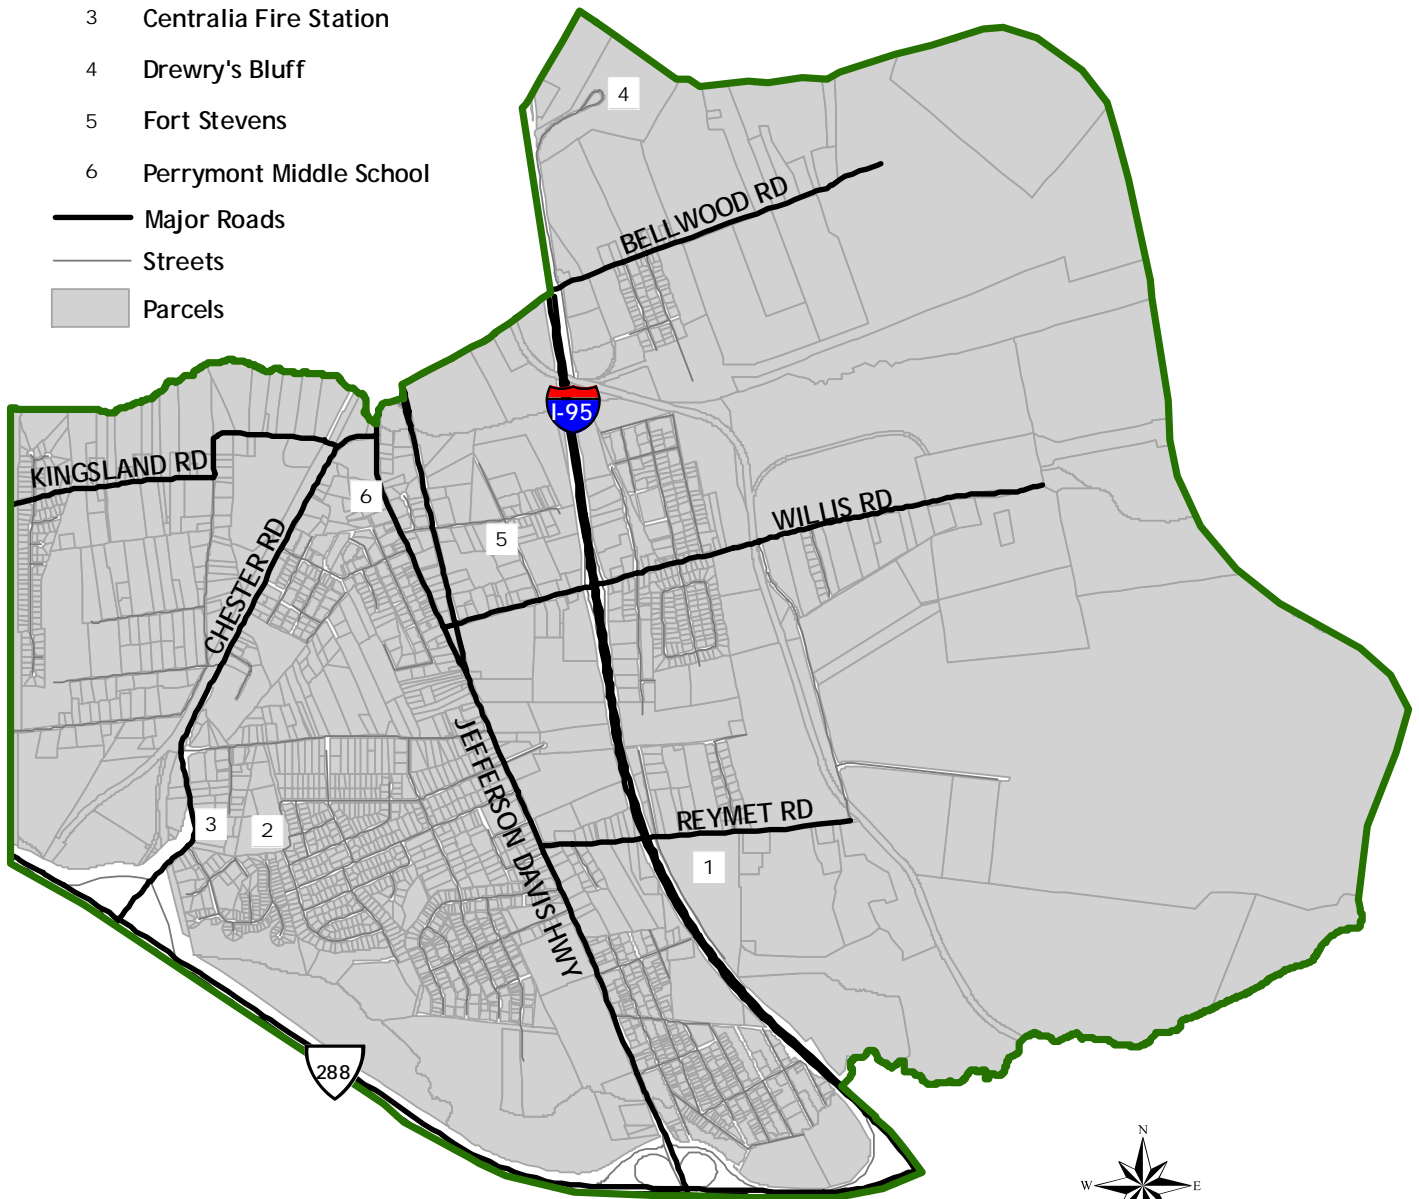 3 Centralia Fire Station
4 Drewry's Bluff
5 Fort Stevens
6 Perrymont Middle School
Major Roads
Streets
Parcels
4
BELLWOOD RD
I-95
KINGSLAND RD
6
WILLIS RD
5
CHESTER RD
JEFFERSON DAVIS HWY
REYMET RD
3
2
1
288
N
W
E